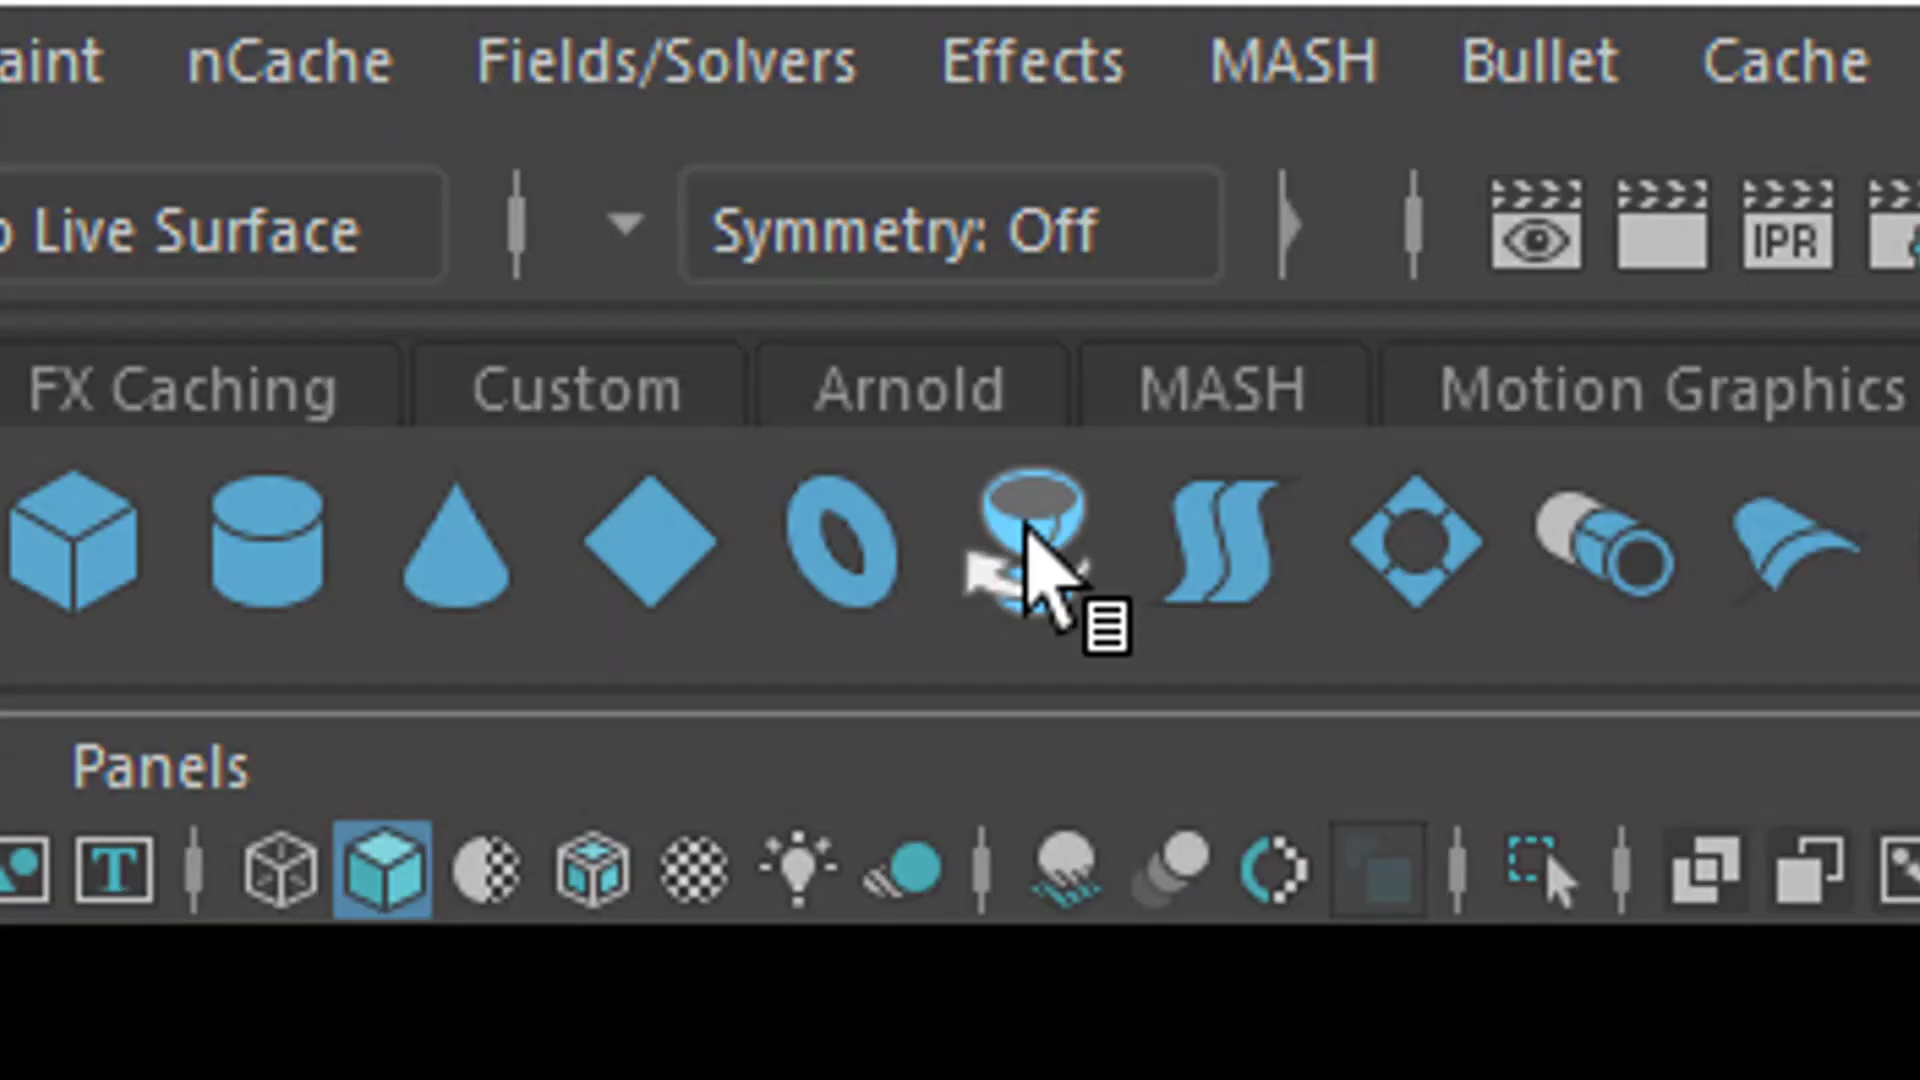 aint nCache Fields/Solvers Effects MASH Bullet Cache
o Live Surface Symmetry: Off IPR
FX Caching Custom Arnold MASH Motion Graphics
Panels
T